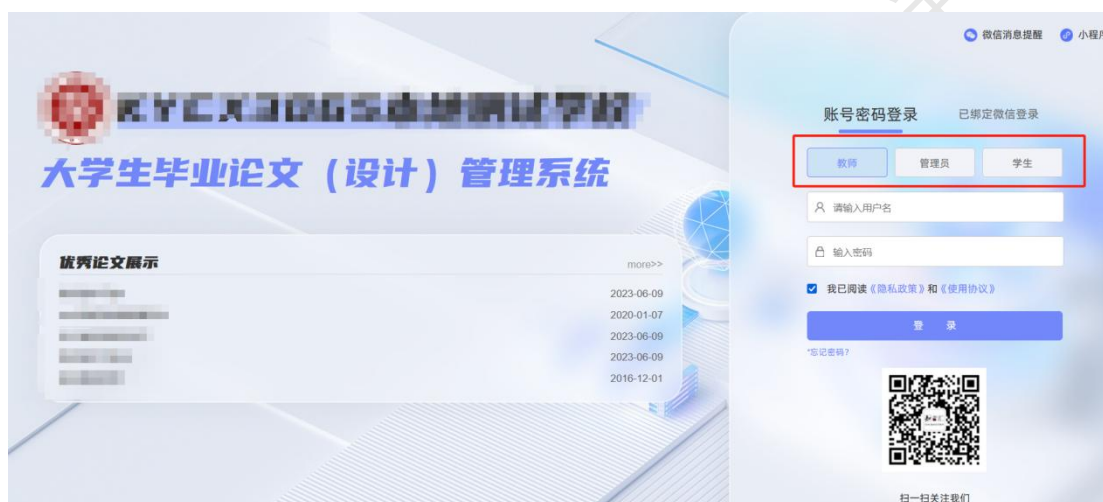 微信消息提醒 小程序
账号密码登录 已绑定微信登录
大学生毕业论文（设计）管理系统
教师 管理员 学生
请输入用户名
输入密码
优秀论文展示 more>>
2023-06-09
2020-01-07
2023-06-09
2023-06-09
2016-12-01
我已阅读《隐私政策》和《使用协议》
登 录
*忘记密码？
扫一扫关注我们